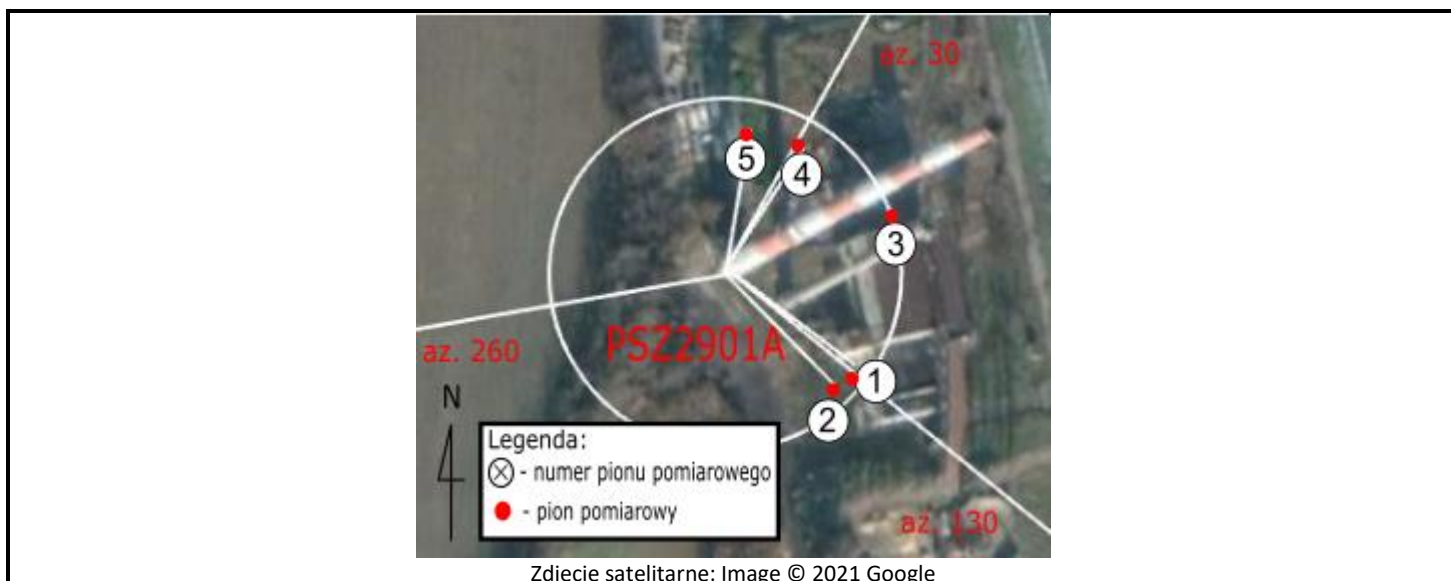 az. 30
5
4
3
PSZ2901A
az. 260
1
2
N
Legenda:
- numer pionu pomiarowego
- pion pomiarowy
az. 130
Zdjęcie satelitarne: Image © 2021 Google